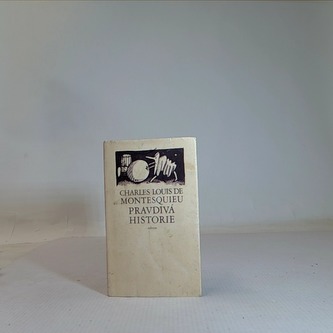 CHARLES LOUIS DE
MONTESQUIEU
PRAVDIVÁ
HISTORIE